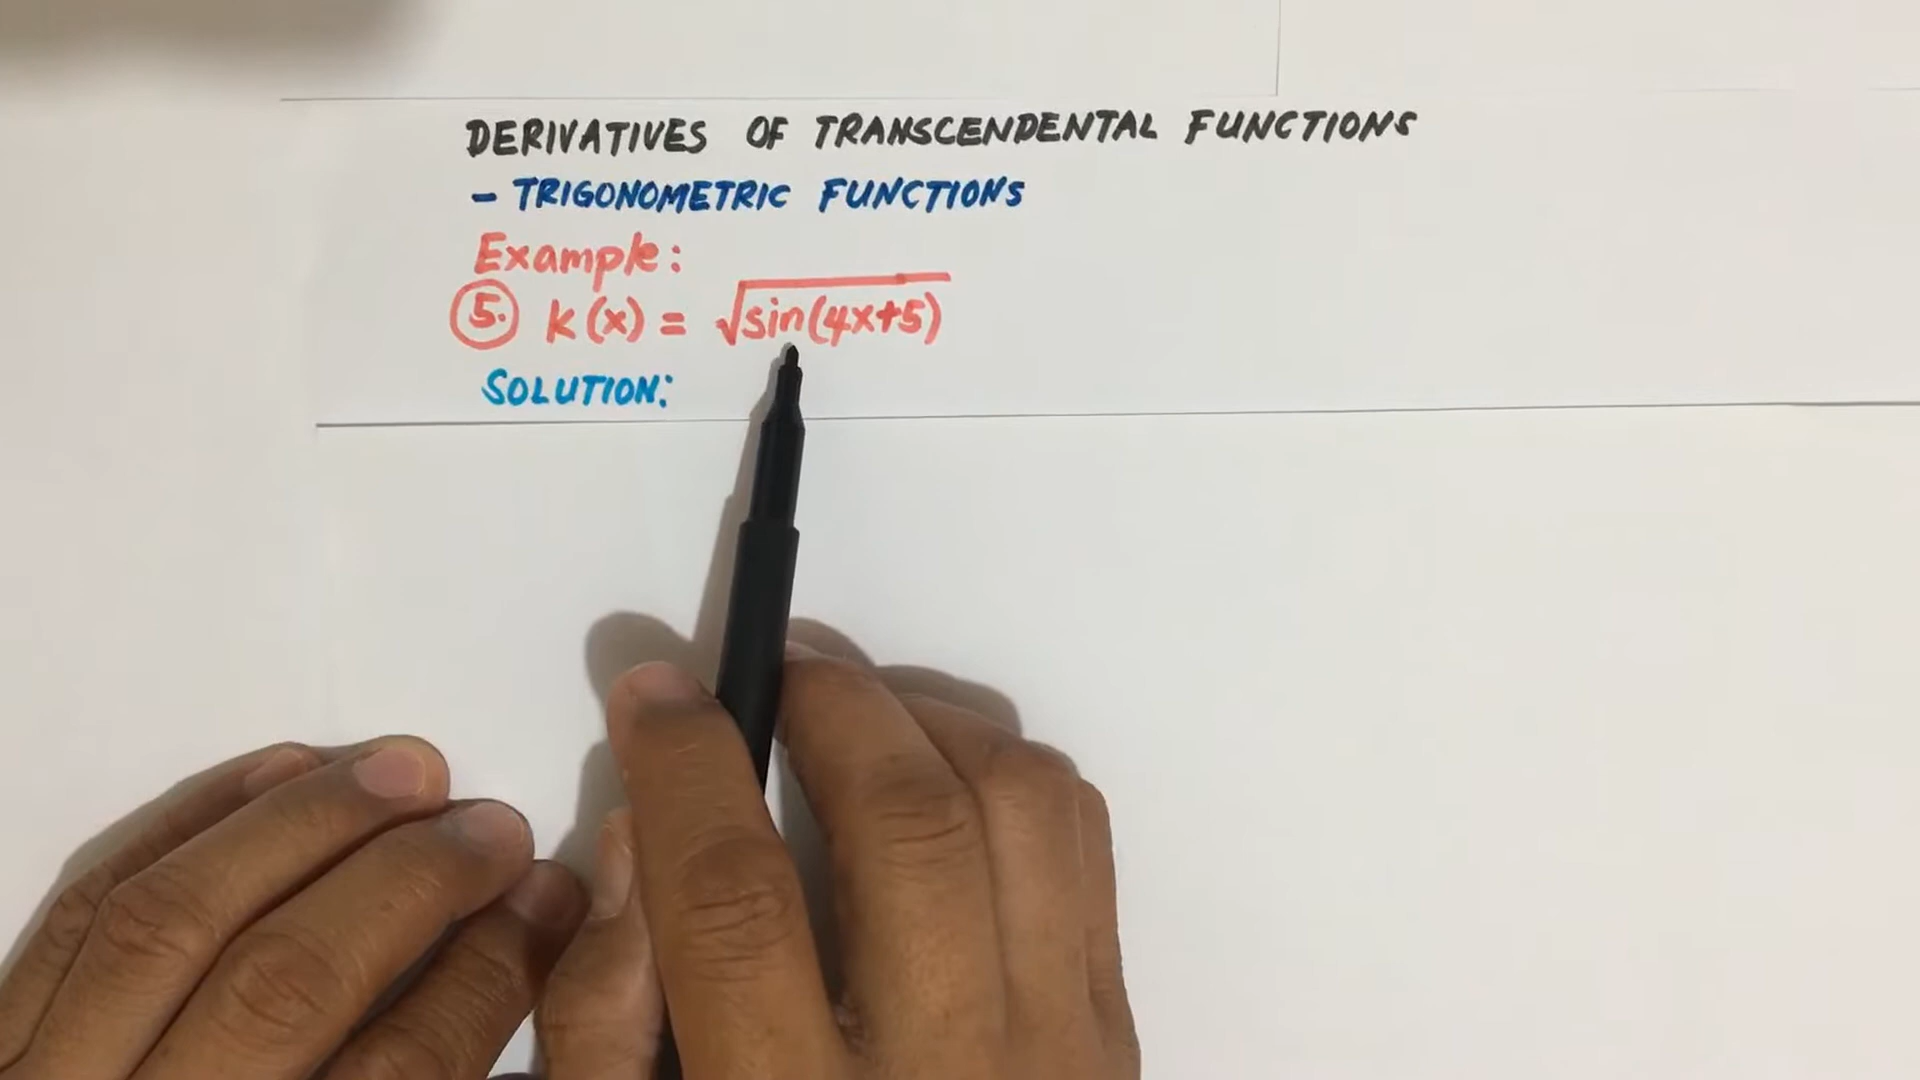 DERIVATIVES OF TRANSCENDENTAL FUNCTIONS
- TRIGONOMETRIC FUNCTIONS
Example:
5. k(x) = √sin(4x+5)
SOLUTION: